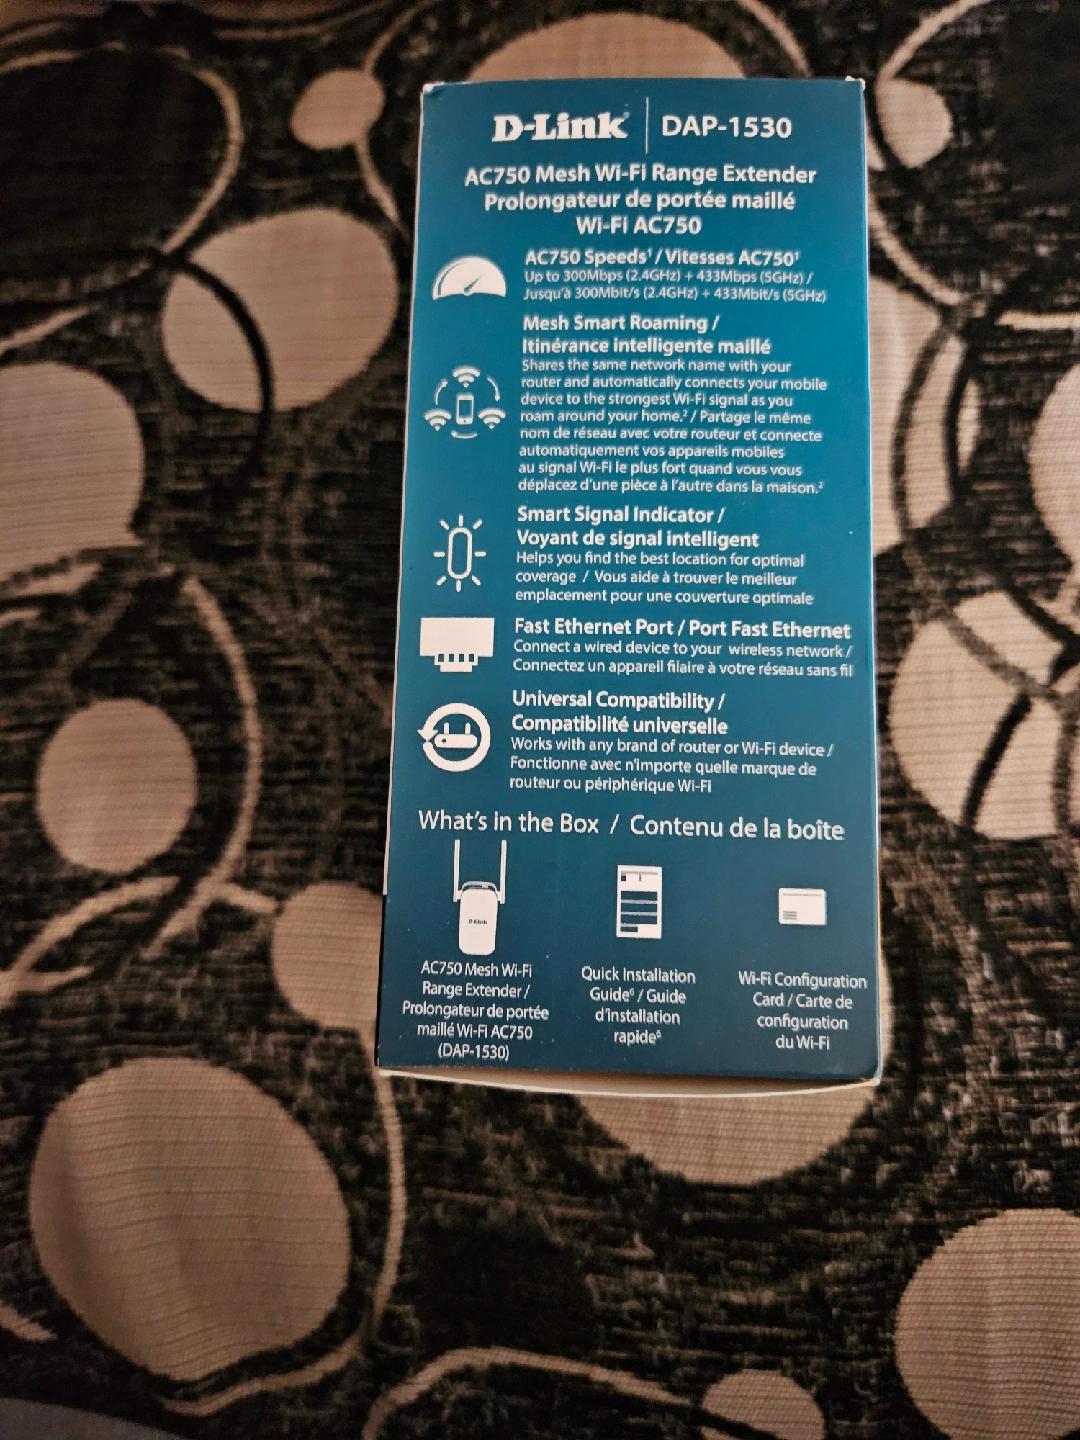 D-Link DAP-1530
AC750 Mesh Wi-Fi Range Extender
Prolongateur de portée maillé
Wi-Fi AC750
AC750 Speeds¹ / Vitesses AC750¹
Up to 300Mbps (2.4GHz) + 433Mbps (5GHz) /
Jusqu'à 300Mbit/s (2.4GHz) + 433Mbit/s (5GHz)
Mesh Smart Roaming /
Itinérance intelligente maillé
Shares the same network name with your
router and automatically connects your mobile
device to the strongest Wi-Fi signal as you
roam around your home.² / Partage le même
nom de réseau avec votre routeur et connecte
automatiquement vos appareils mobiles
au signal Wi-Fi le plus fort quand vous vous
déplacez d'une pièce à l'autre dans la maison.²
Smart Signal Indicator /
Voyant de signal intelligent
Helps you find the best location for optimal
coverage / Vous aide à trouver le meilleur
emplacement pour une couverture optimale
Fast Ethernet Port / Port Fast Ethernet
Connect a wired device to your wireless network /
Connectez un appareil filaire à votre réseau sans fil
Universal Compatibility /
Compatibilité universelle
Works with any brand of router or Wi-Fi device /
Fonctionne avec n'importe quelle marque de
routeur ou périphérique Wi-Fi
What's in the Box / Contenu de la boîte
D-Link
AC750 Mesh Wi-Fi
Range Extender /
Prolongateur de portée
maillé Wi-Fi AC750
(DAP-1530)
Quick Installation
Guide⁶ / Guide
d'installation
rapide⁶
Wi-Fi Configuration
Card / Carte de
configuration
du Wi-Fi